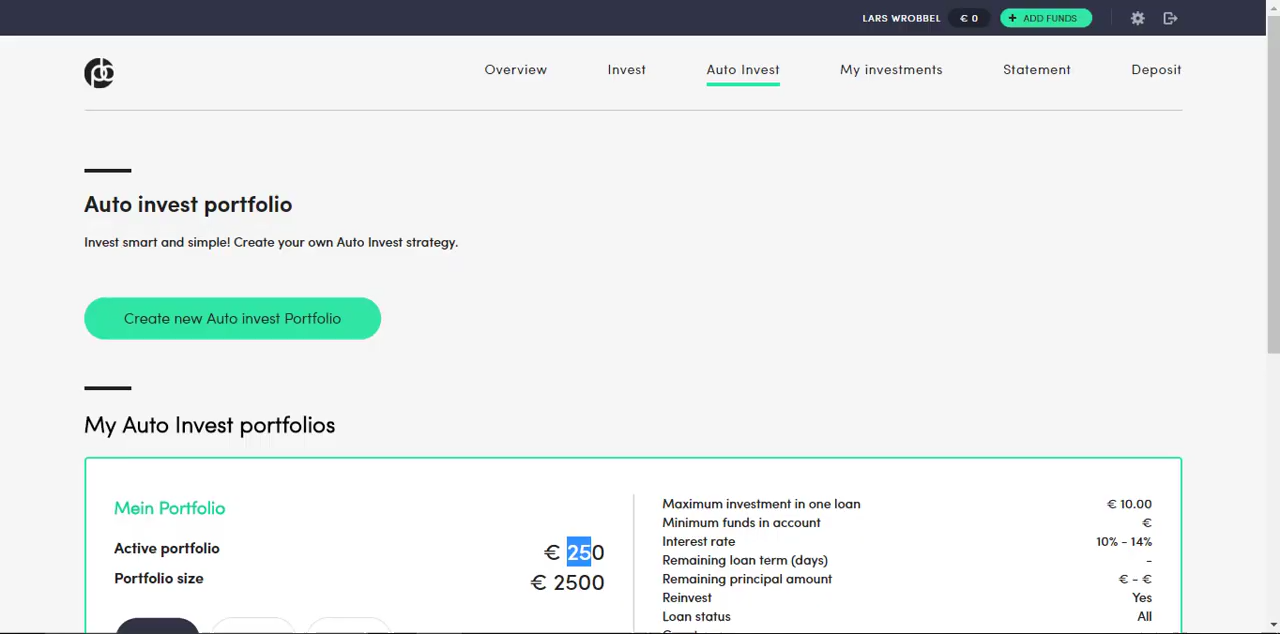 LARS WROBBEL € 0 + ADD FUNDS
Overview Invest Auto Invest My investments Statement Deposit
Auto invest portfolio
Invest smart and simple! Create your own Auto Invest strategy.
Create new Auto invest Portfolio
My Auto Invest portfolios
Mein Portfolio
Active portfolio € 250
Portfolio size € 2500
Maximum investment in one loan € 10.00
Minimum funds in account €
Interest rate 10% - 14%
Remaining loan term (days) -
Remaining principal amount € - €
Reinvest Yes
Loan status All